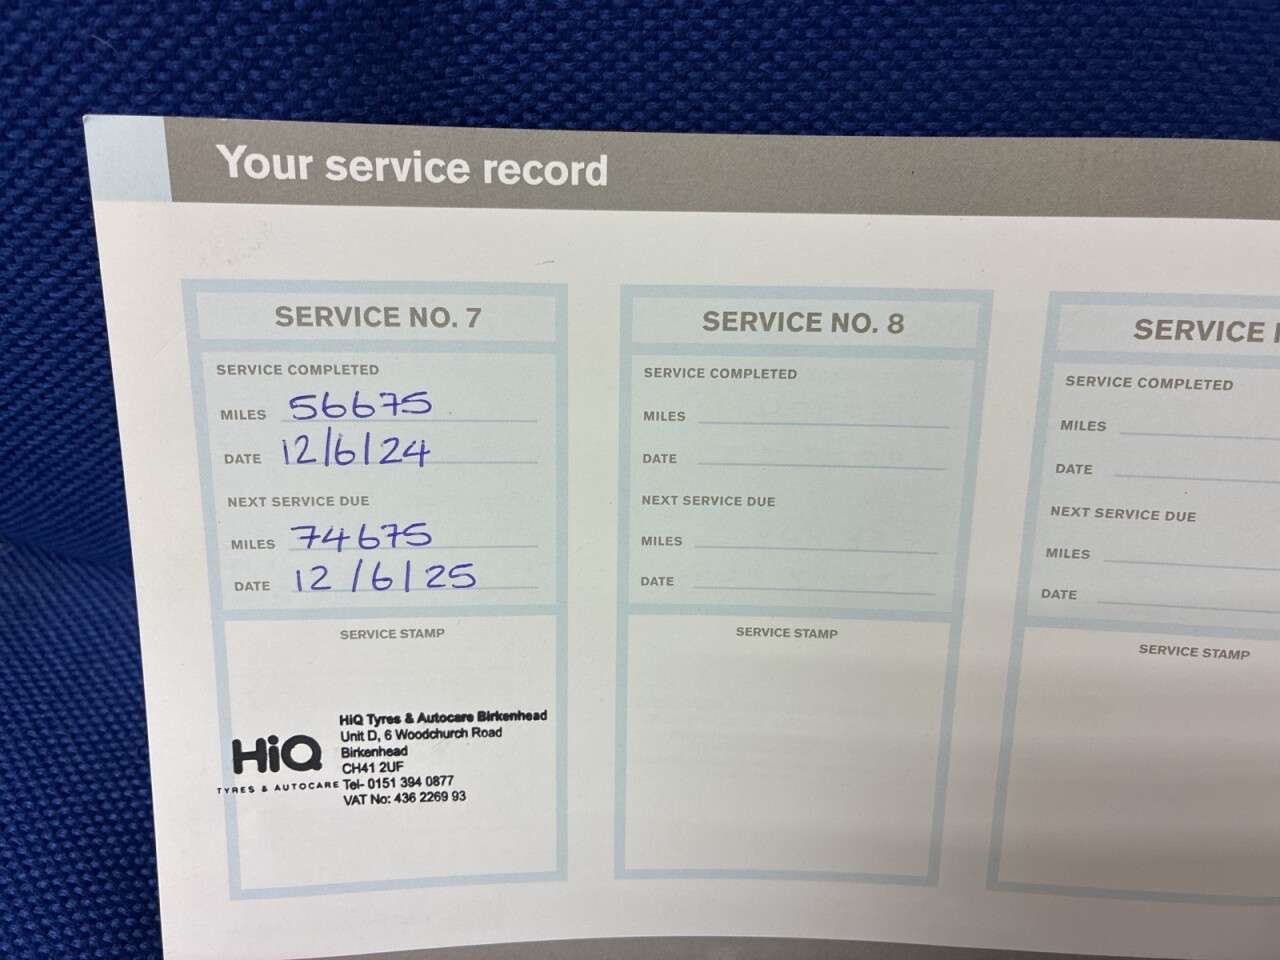 Your service record
SERVICE NO. 7
SERVICE COMPLETED
MILES 56675
DATE 12/6/24
NEXT SERVICE DUE
MILES 74675
DATE 12/6/25
SERVICE STAMP
HiQ
TYRES & AUTOCARE
HiQ Tyres & Autocare Birkenhead
Unit D, 6 Woodchurch Road
Birkenhead
CH41 2UF
Tel- 0151 394 0877
VAT No: 436 2269 93
SERVICE NO. 8
SERVICE COMPLETED
MILES
DATE
NEXT SERVICE DUE
MILES
DATE
SERVICE STAMP
SERVICE
SERVICE COMPLETED
MILES
DATE
NEXT SERVICE DUE
MILES
DATE
SERVICE STAMP